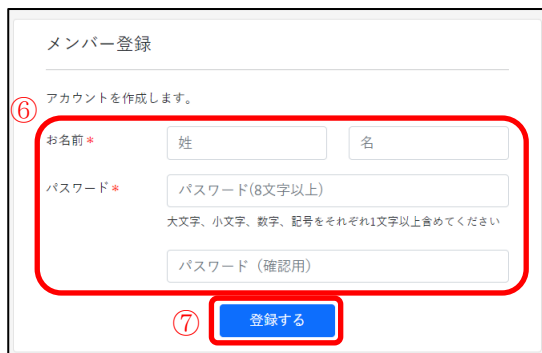 メンバー登録
アカウントを作成します。
⑥
お名前* 姓 名
パスワード* パスワード(8文字以上)
大文字、小文字、数字、記号をそれぞれ1文字以上含めてください
パスワード（確認用）
⑦ 登録する